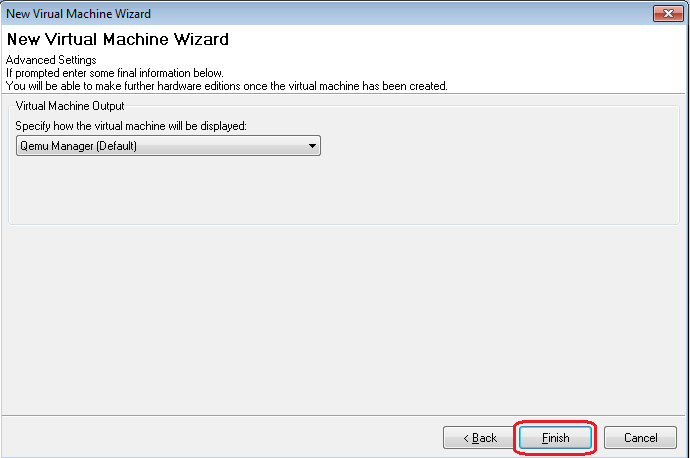 New Virual Machine Wizard
New Virtual Machine Wizard
Advanced Settings
If prompted enter some final information below.
You will be able to make further hardware editions once the virtual machine has been created.
Virtual Machine Output
Specify how the virtual machine will be displayed:
Qemu Manager (Default)
< Back
Finish
Cancel